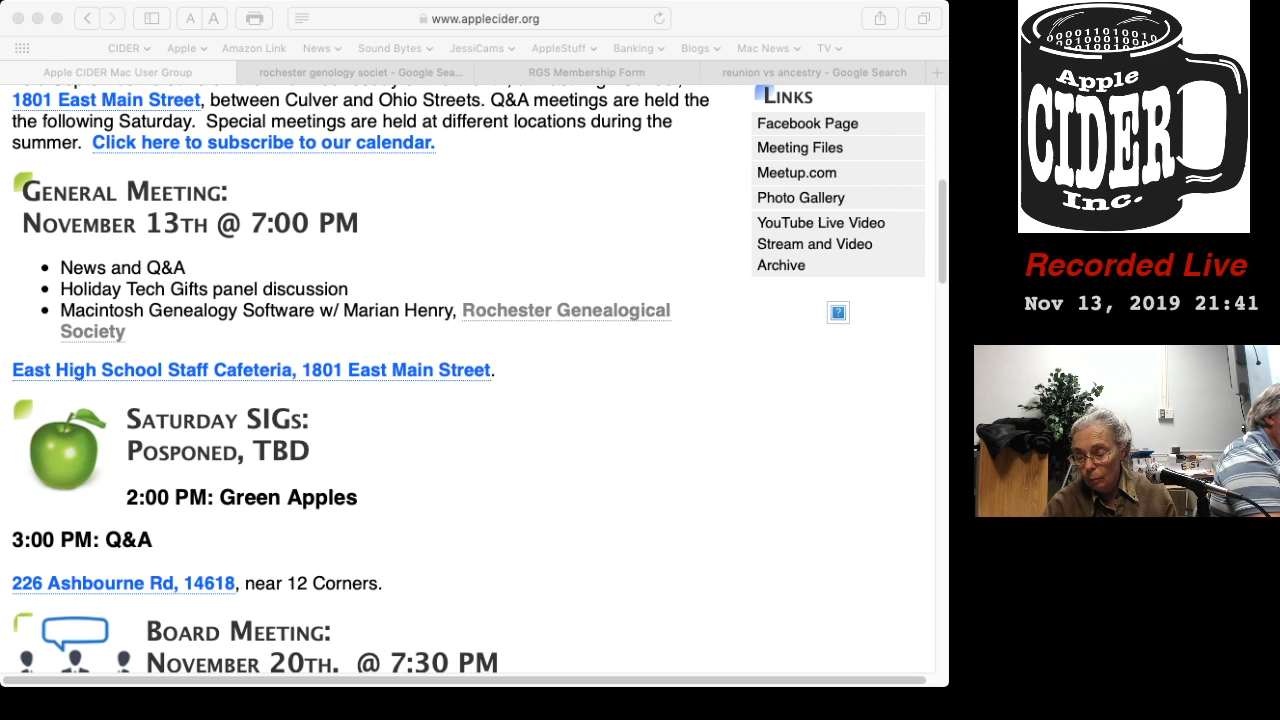 www.applecider.org
A A
CIDER Apple Amazon Link News Sound Bytes JessiCams AppleStuff Banking Blogs Mac News TV
Apple CIDER Mac User Group
rochester genology societ - Google Sea...
RGS Membership Form
reunion vs ancestry - Google Search
1801 East Main Street, between Culver and Ohio Streets. Q&A meetings are held the
the following Saturday. Special meetings are held at different locations during the
summer. Click here to subscribe to our calendar.
General Meeting:
November 13th @ 7:00 PM
• News and Q&A
• Holiday Tech Gifts panel discussion
• Macintosh Genealogy Software w/ Marian Henry, Rochester Genealogical
Society
East High School Staff Cafeteria, 1801 East Main Street.
Saturday SIGs:
Posponed, TBD
2:00 PM: Green Apples
3:00 PM: Q&A
226 Ashbourne Rd, 14618, near 12 Corners.
Board Meeting:
November 20th. @ 7:30 PM
Links
Facebook Page
Meeting Files
Meetup.com
Photo Gallery
YouTube Live Video
Stream and Video
Archive
?
000011010010
Apple
CIDER
Inc.
Recorded Live
Nov 13, 2019 21:41